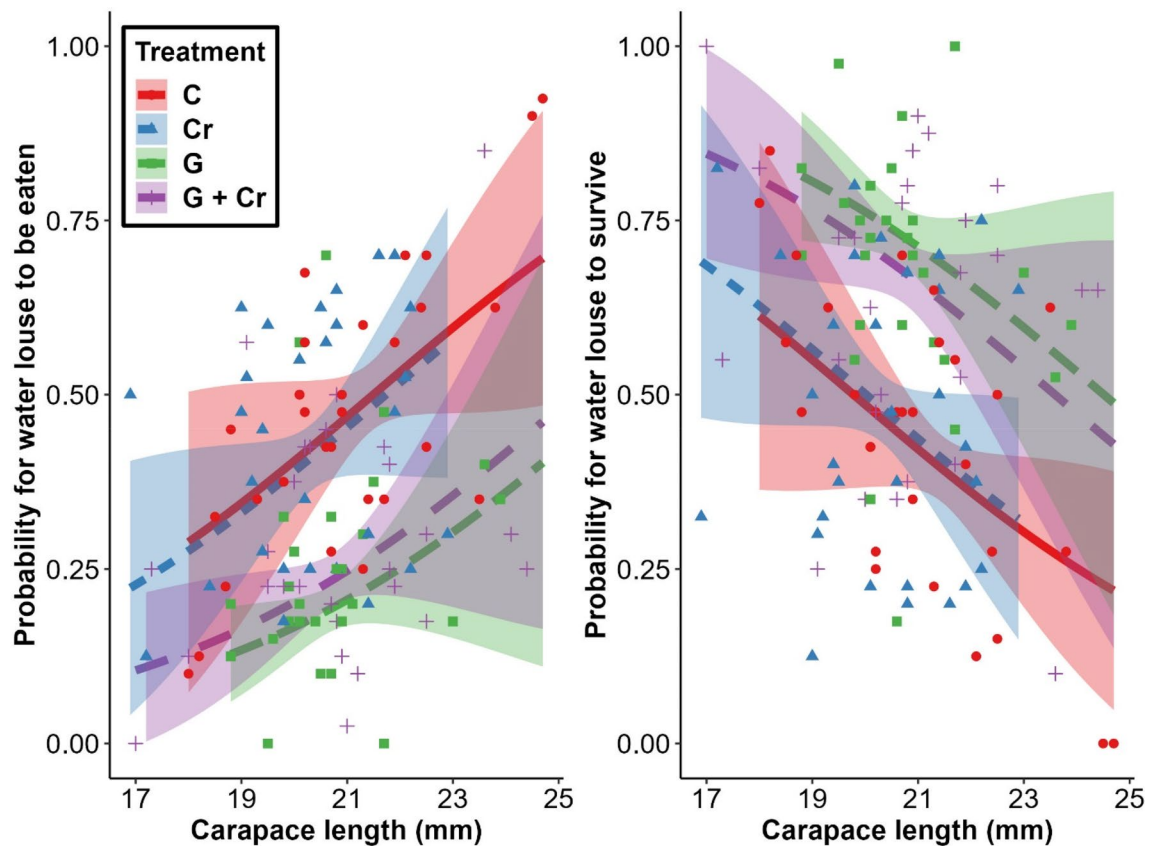 Probability for water louse to be eaten
1.00
0.75
0.50
0.25
0.00
Treatment
C
Cr
G
G + Cr
17 19 21 23 25
Carapace length (mm)
Probability for water louse to survive
1.00
0.75
0.50
0.25
0.00
17 19 21 23 25
Carapace length (mm)